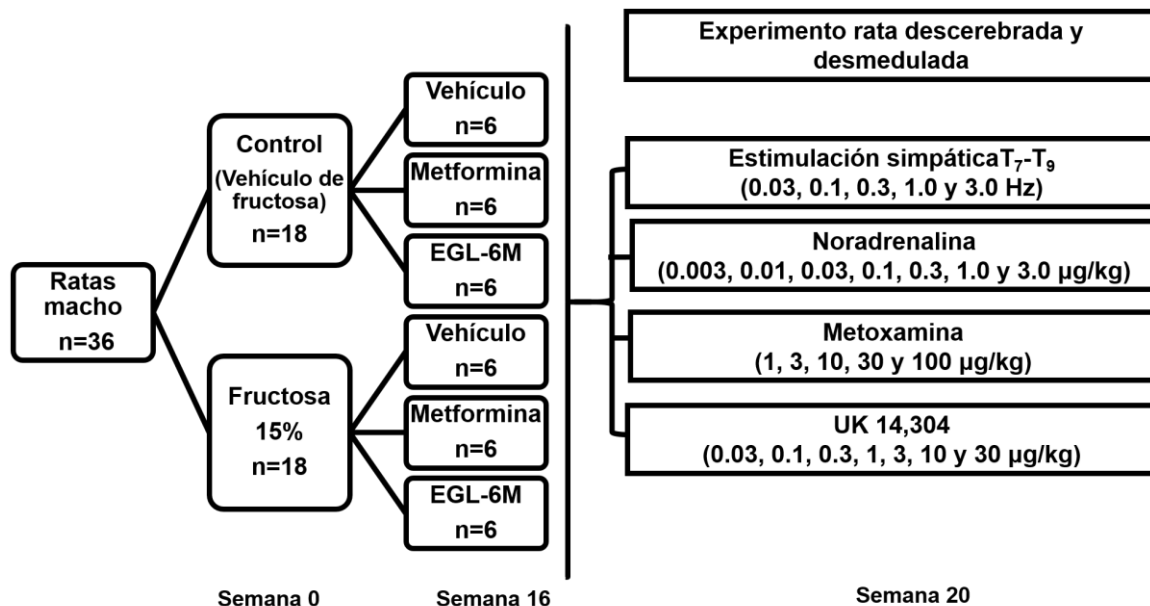 Ratas
macho
n=36
Control
(Vehículo de
fructosa)
n=18
Fructosa
15%
n=18
Vehículo
n=6
Metformina
n=6
EGL-6M
n=6
Vehículo
n=6
Metformina
n=6
EGL-6M
n=6
Experimento rata descerebrada y
desmedulada
Estimulación simpáticaT₇-T₉
(0.03, 0.1, 0.3, 1.0 y 3.0 Hz)
Noradrenalina
(0.003, 0.01, 0.03, 0.1, 0.3, 1.0 y 3.0 µg/kg)
Metoxamina
(1, 3, 10, 30 y 100 µg/kg)
UK 14,304
(0.03, 0.1, 0.3, 1, 3, 10 y 30 µg/kg)
Semana 0
Semana 16
Semana 20